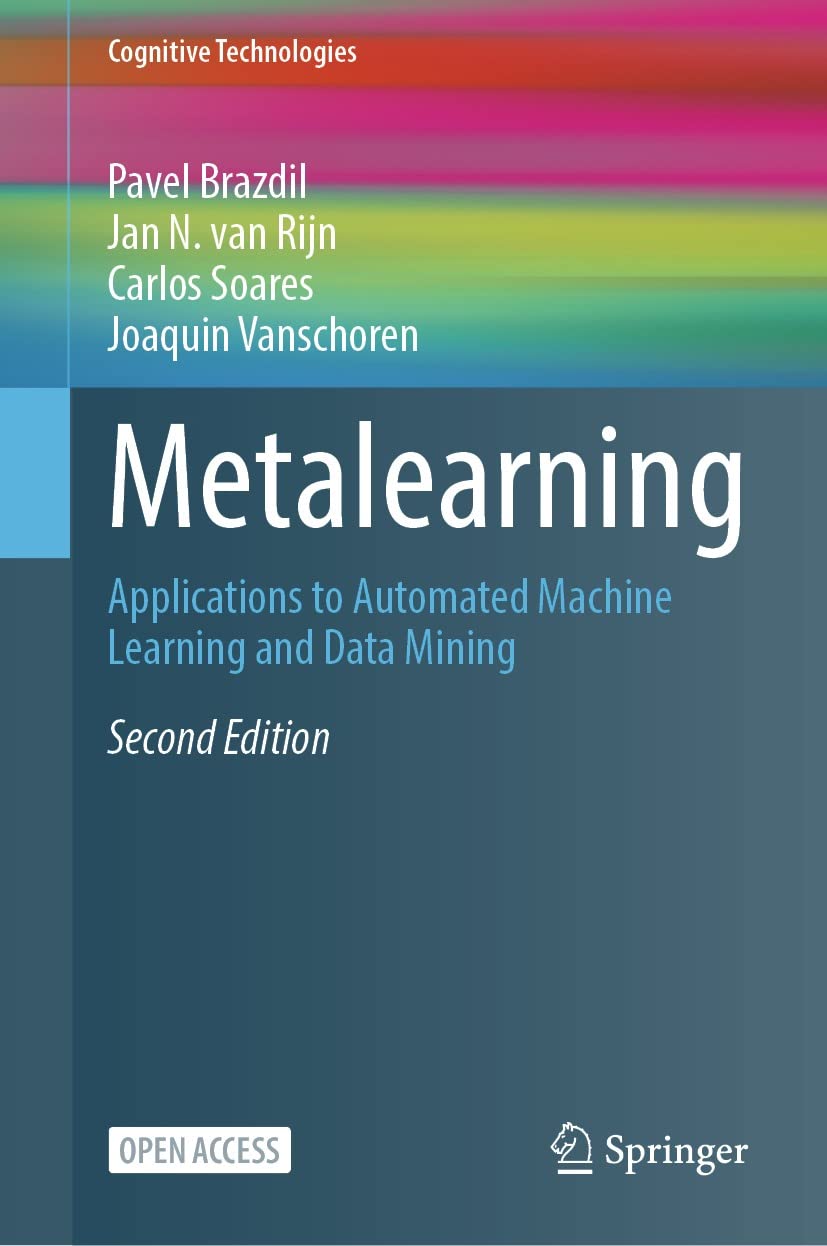 Cognitive Technologies
Pavel Brazdil
Jan N. van Rijn
Carlos Soares
Joaquin Vanschoren
Metalearning
Applications to Automated Machine
Learning and Data Mining
Second Edition
OPEN ACCESS
Springer